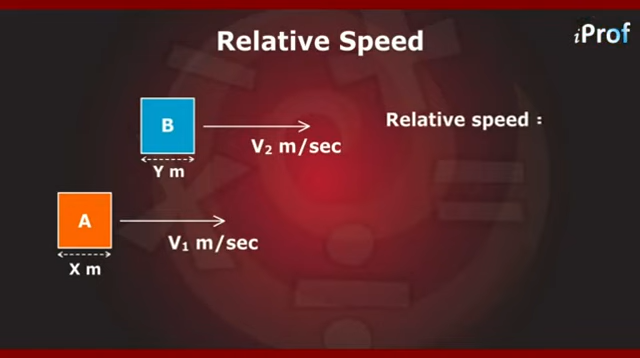 Relative Speed
iProf
B
Relative speed :
V₂ m/sec
Y m
A
V₁ m/sec
X m